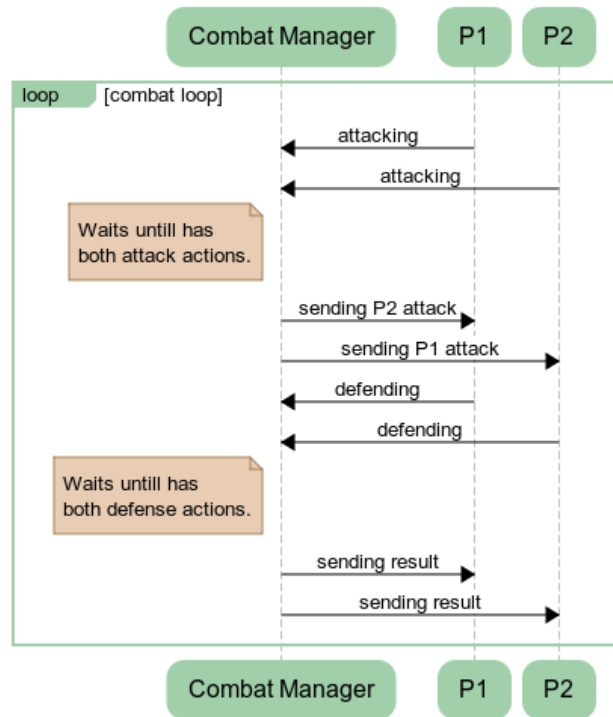 Combat Manager P1 P2
loop [combat loop]
attacking
attacking
Waits untill has
both attack actions.
sending P2 attack
sending P1 attack
defending
defending
Waits untill has
both defense actions.
sending result
sending result
Combat Manager P1 P2